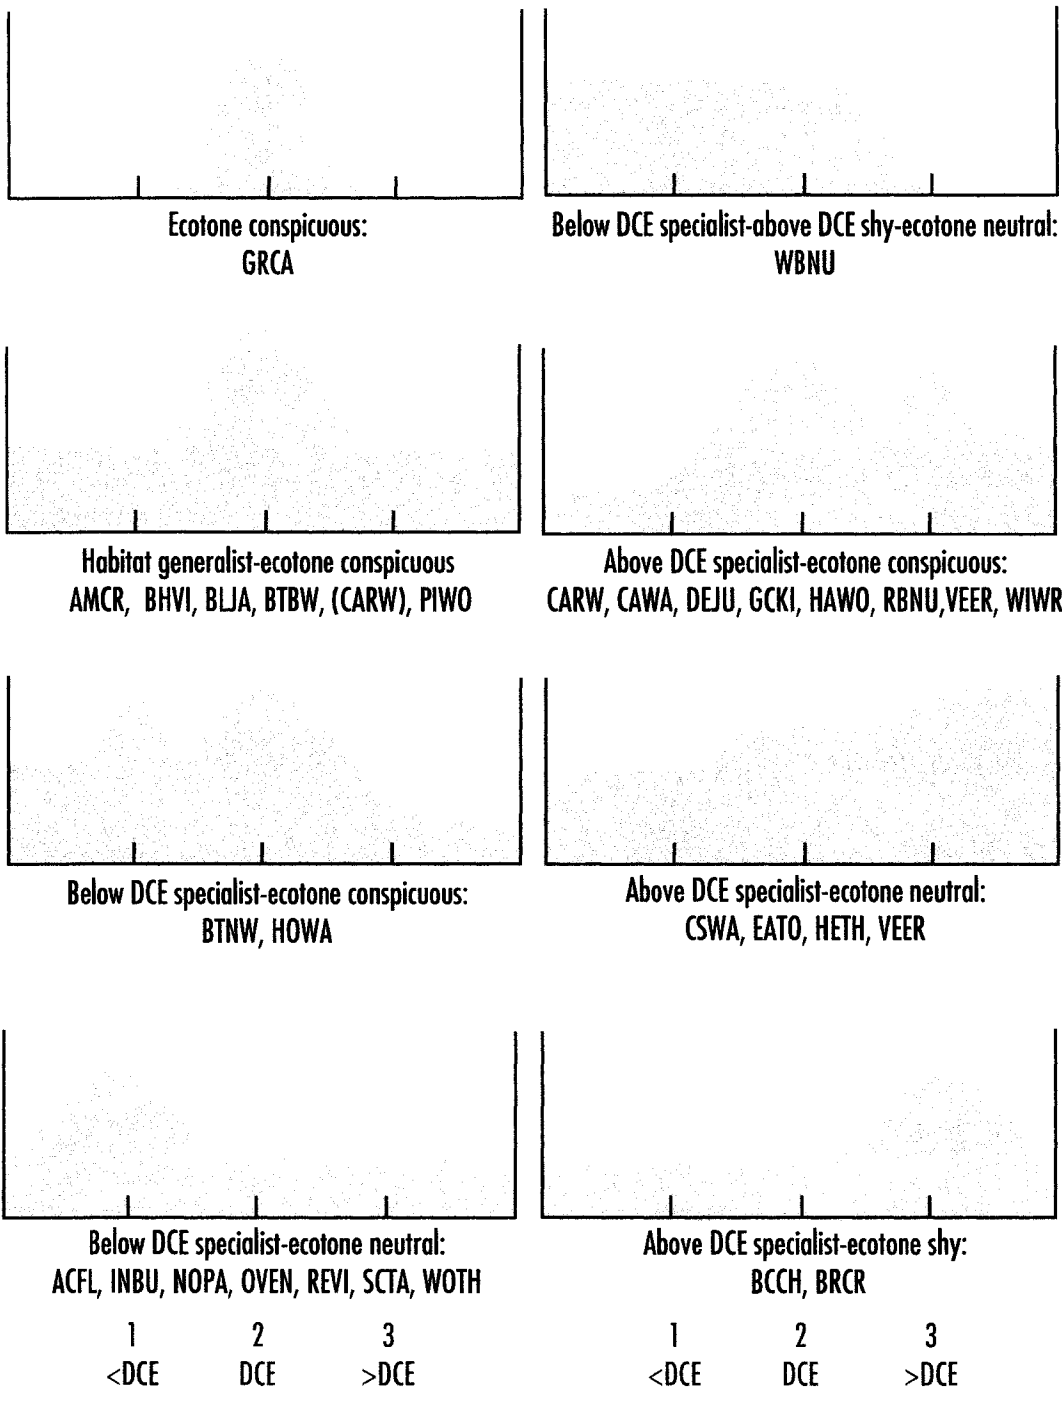 Ecotone conspicuous:
GRCA
Below DCE specialist-above DCE shy-ecotone neutral:
WBNU
Habitat generalist-ecotone conspicuous
AMCR, BHVI, BLJA, BTBW, (CARW), PIWO
Above DCE specialist-ecotone conspicuous:
CARW, CAWA, DEJU, GCKI, HAWO, RBNU,VEER, WIWR
Below DCE specialist-ecotone conspicuous:
BTNW, HOWA
Above DCE specialist-ecotone neutral:
CSWA, EATO, HETH, VEER
Below DCE specialist-ecotone neutral:
ACFL, INBU, NOPA, OVEN, REVI, SCTA, WOTH
Above DCE specialist-ecotone shy:
BCCH, BRCR
1 2 3
<DCE DCE >DCE
1 2 3
<DCE DCE >DCE